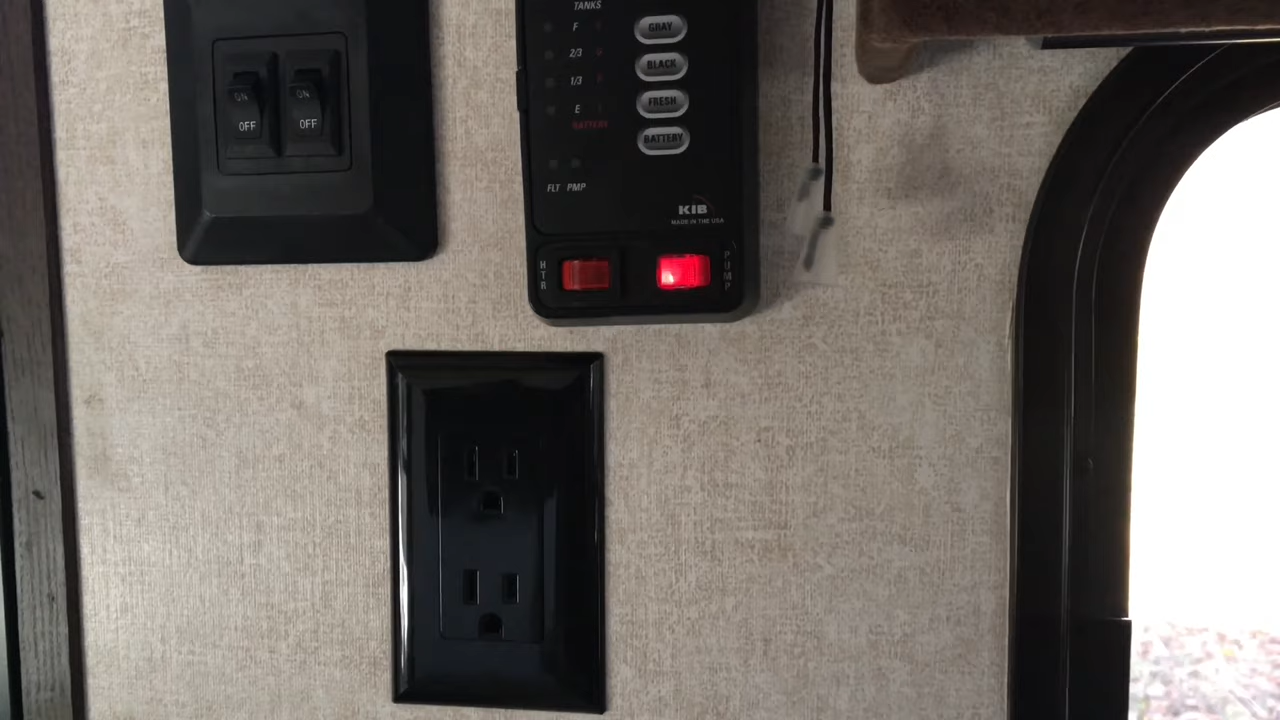 TANKS
F
2/3
1/3
E
BATTERY
FLT PMP
GRAY
BLACK
FRESH
BATTERY
KIB
MADE IN THE USA
HTR
PUMP
ON
OFF
ON
OFF